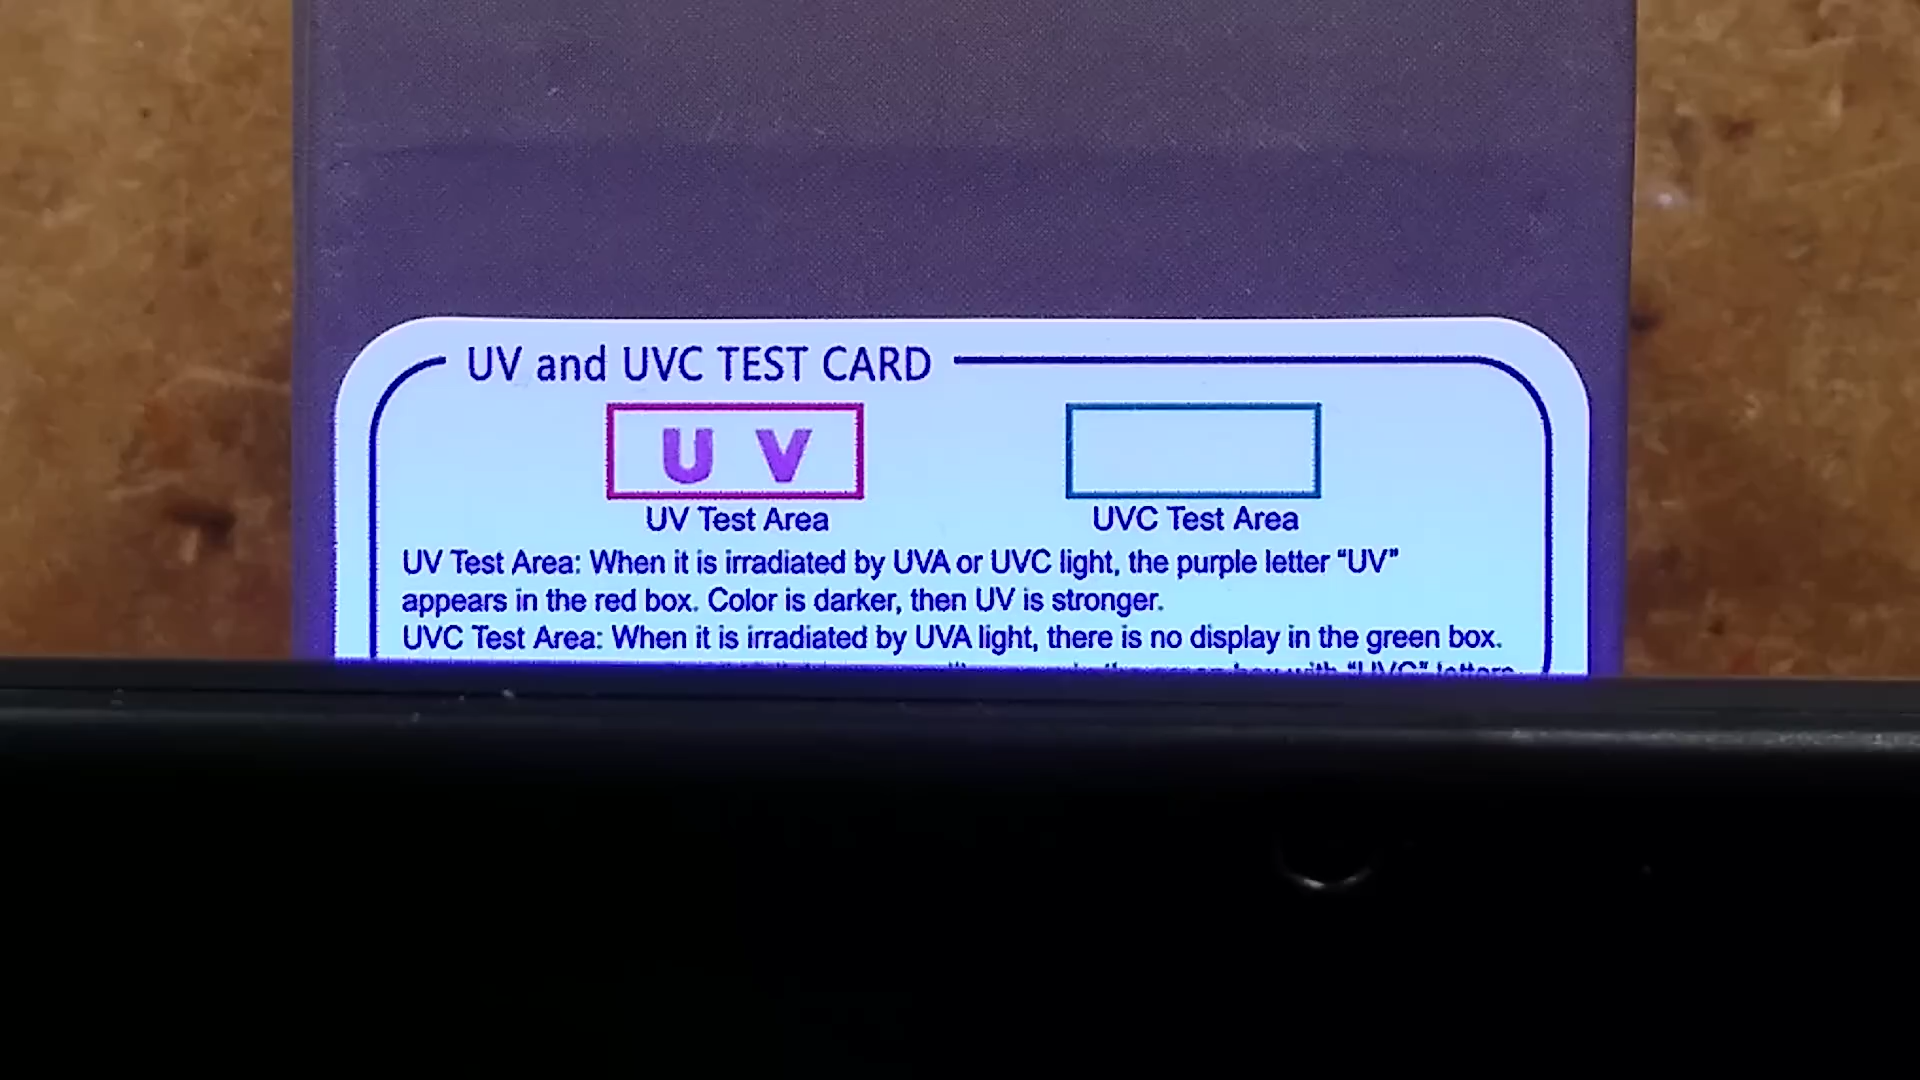 UV and UVC TEST CARD
U V
UV Test Area
UVC Test Area
UV Test Area: When it is irradiated by UVA or UVC light, the purple letter “UV”
appears in the red box. Color is darker, then UV is stronger.
UVC Test Area: When it is irradiated by UVA light, there is no display in the green box.
with “UVC” letters